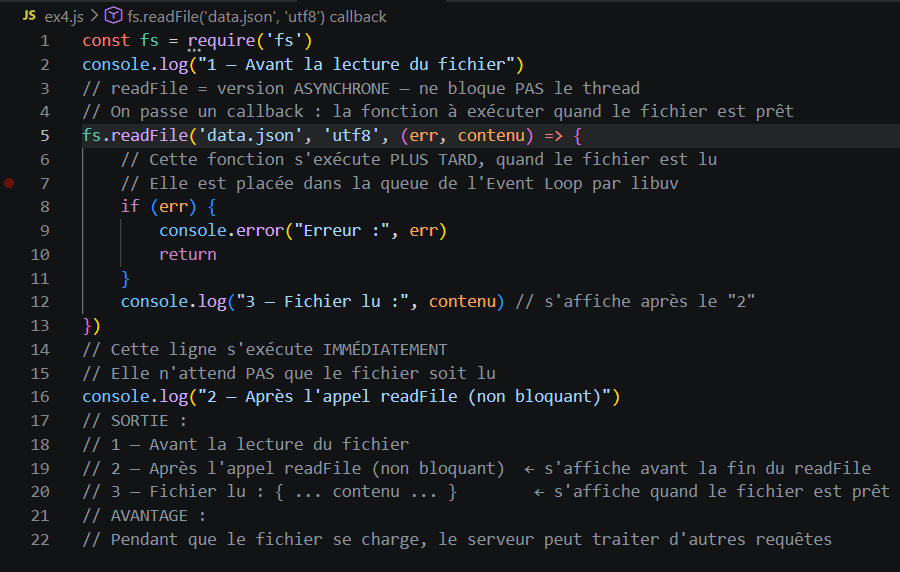 JS ex4.js > fs.readFile('data.json', 'utf8') callback
1 const fs = require('fs')
2 console.log("1 — Avant la lecture du fichier")
3 // readFile = version ASYNCHRONE — ne bloque PAS le thread
4 // On passe un callback : la fonction à exécuter quand le fichier est prêt
5 fs.readFile('data.json', 'utf8', (err, contenu) => {
6 // Cette fonction s'exécute PLUS TARD, quand le fichier est lu
7 // Elle est placée dans la queue de l'Event Loop par libuv
8 if (err) {
9 console.error("Erreur :", err)
10 return
11 }
12 console.log("3 — Fichier lu :", contenu) // s'affiche après le "2"
13 })
14 // Cette ligne s'exécute IMMÉDIATEMENT
15 // Elle n'attend PAS que le fichier soit lu
16 console.log("2 — Après l'appel readFile (non bloquant)")
17 // SORTIE :
18 // 1 — Avant la lecture du fichier
19 // 2 — Après l'appel readFile (non bloquant) ← s'affiche avant la fin du readFile
20 // 3 — Fichier lu : { ... contenu ... } ← s'affiche quand le fichier est prêt
21 // AVANTAGE :
22 // Pendant que le fichier se charge, le serveur peut traiter d'autres requêtes